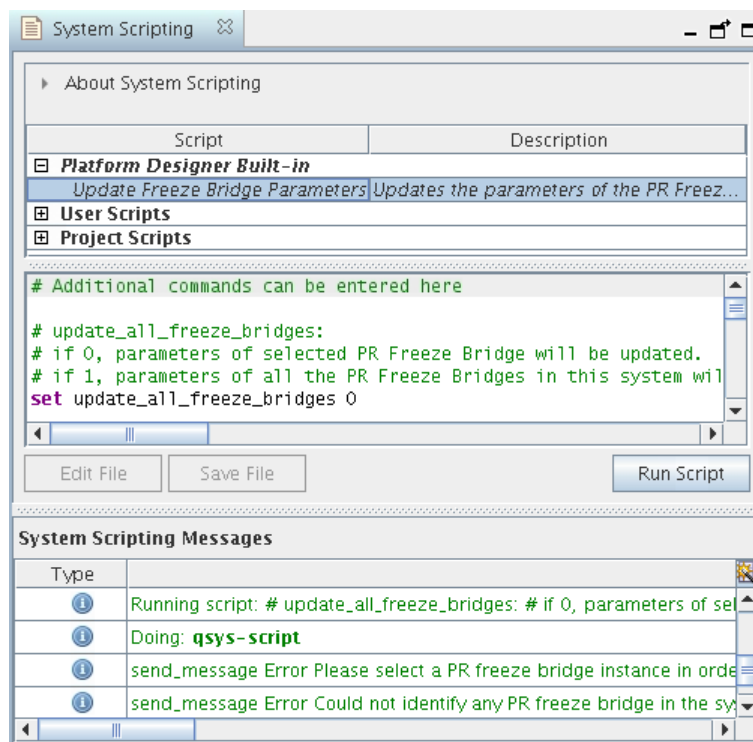 System Scripting
About System Scripting
Script Description
Platform Designer Built-in
Update Freeze Bridge Parameters Updates the parameters of the PR Freez...
User Scripts
Project Scripts
# Additional commands can be entered here
# update_all_freeze_bridges:
# if 0, parameters of selected PR Freeze Bridge will be updated.
# if 1, parameters of all the PR Freeze Bridges in this system wil
set update_all_freeze_bridges 0
Edit File Save File Run Script
System Scripting Messages
Type
Running script: # update_all_freeze_bridges: # if 0, parameters of sel
Doing: qsys-script
send_message Error Please select a PR freeze bridge instance in orde
send_message Error Could not identify any PR freeze bridge in the sy